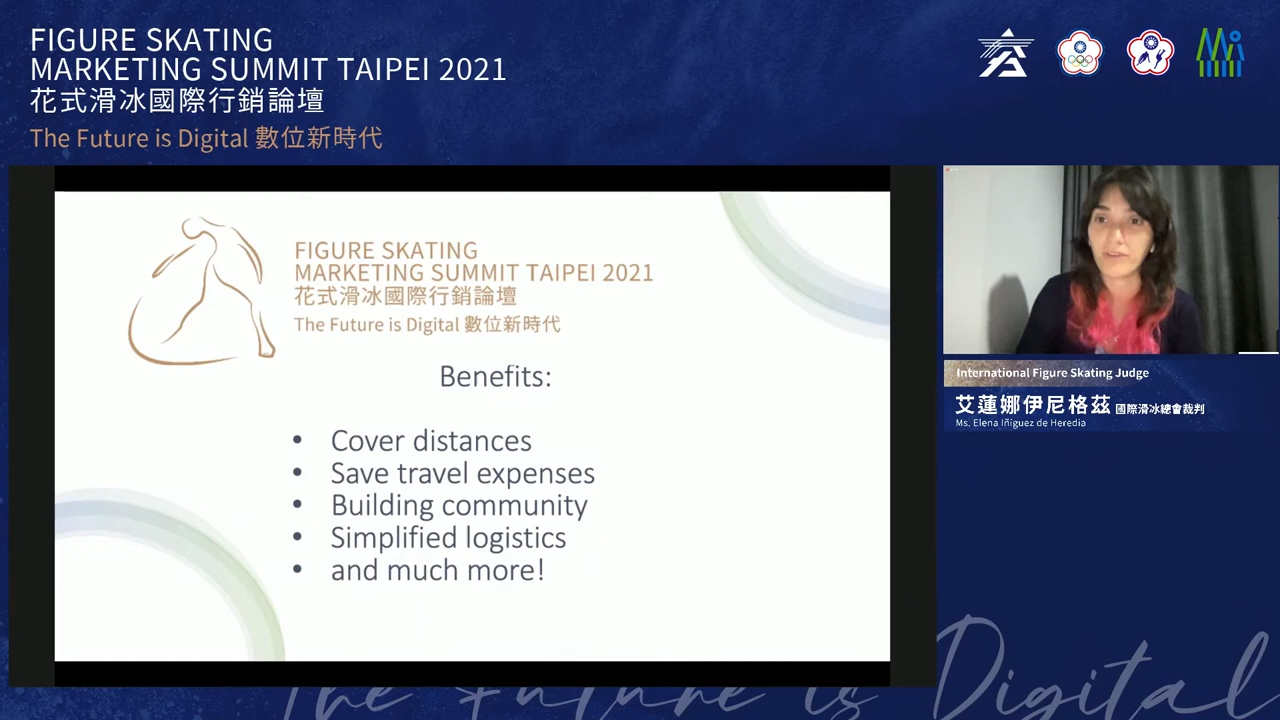 FIGURE SKATING
MARKETING SUMMIT TAIPEI 2021
花式滑冰國際行銷論壇
The Future is Digital 數位新時代
FIGURE SKATING
MARKETING SUMMIT TAIPEI 2021
花式滑冰國際行銷論壇
The Future is Digital 數位新時代
Benefits:
• Cover distances
• Save travel expenses
• Building community
• Simplified logistics
• and much more!
International Figure Skating Judge
艾蓮娜伊尼格茲 國際滑冰總會裁判
Ms. Elena Iñiguez de Heredia
The Future is Digital